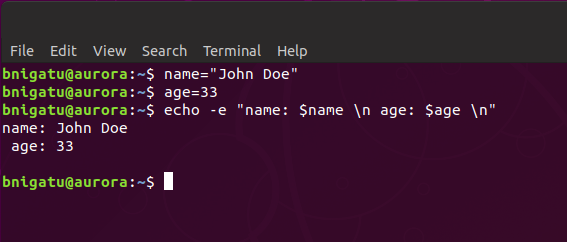 File Edit View Search Terminal Help
bnigatu@aurora:~$ name="John Doe"
bnigatu@aurora:~$ age=33
bnigatu@aurora:~$ echo -e "name: $name \n age: $age \n"
name: John Doe
 age: 33
bnigatu@aurora:~$